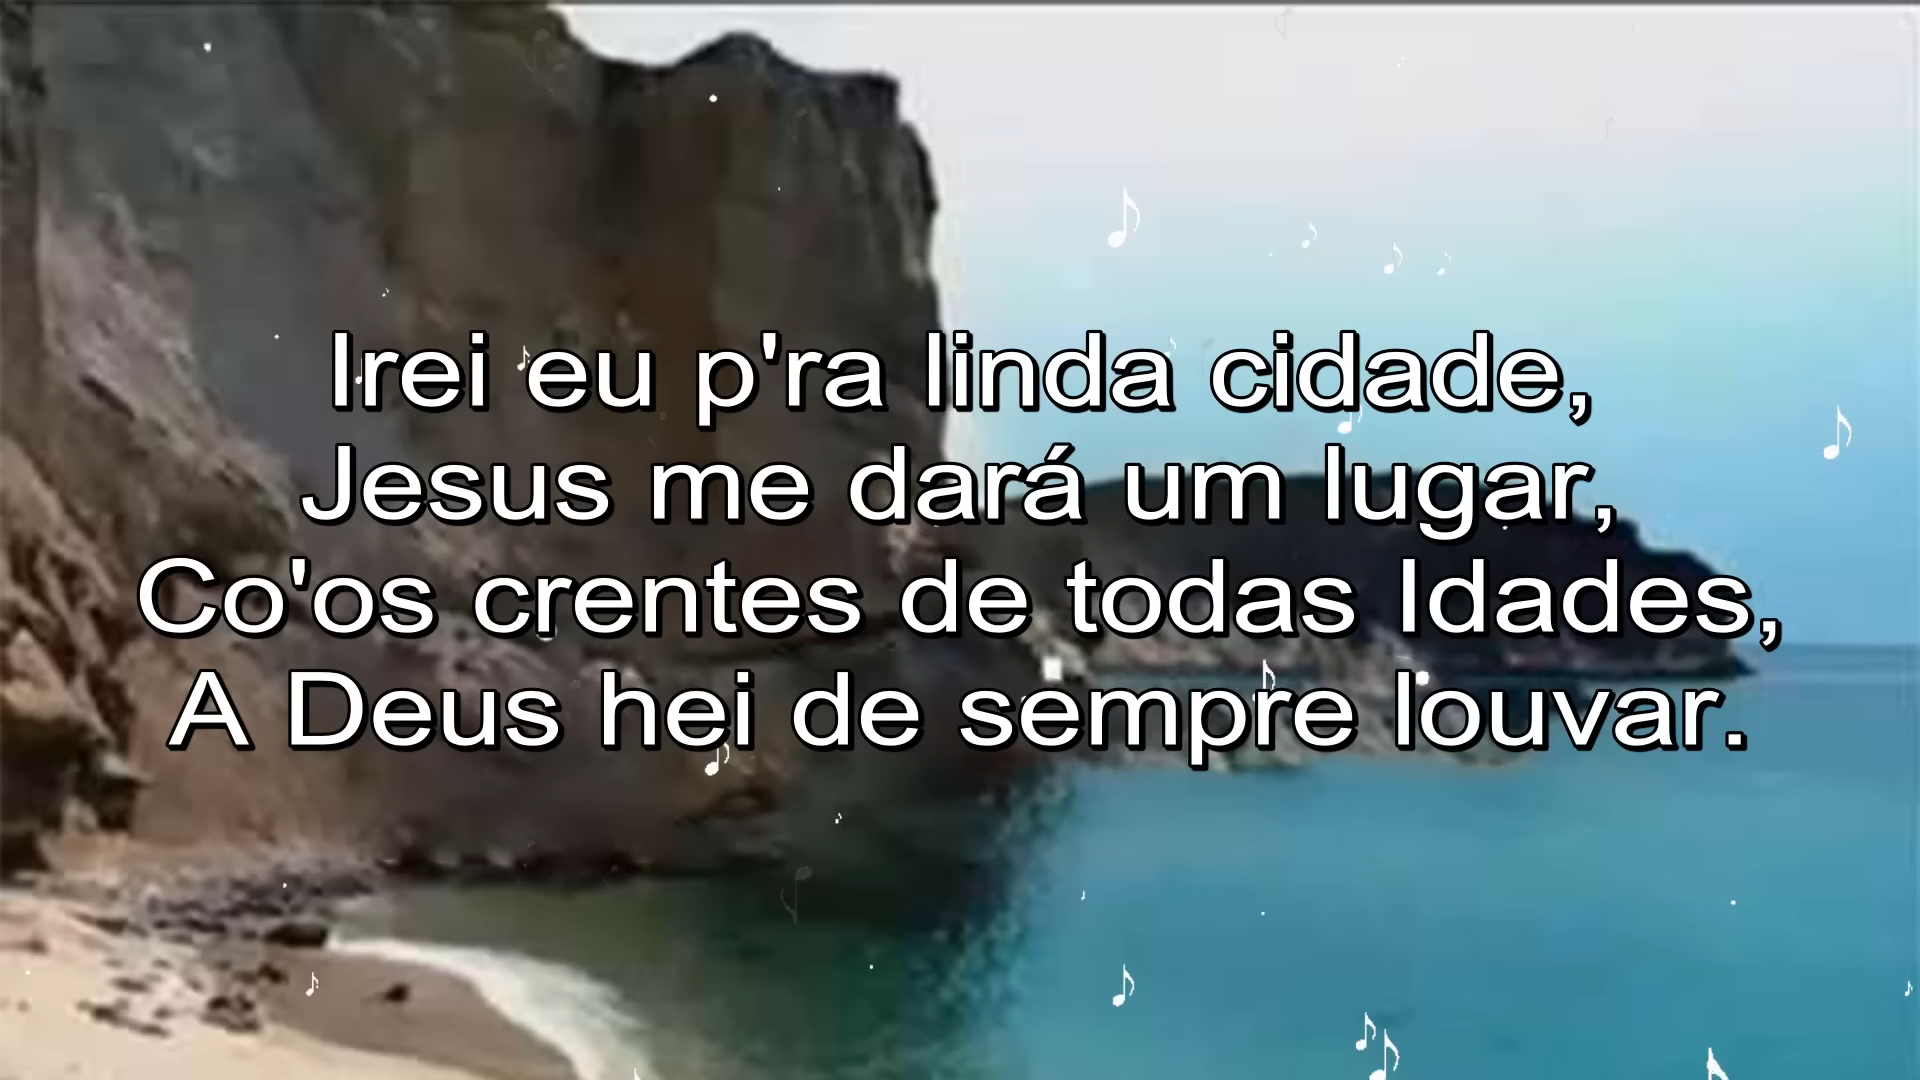 Irei eu p'ra linda cidade,
Jesus me dará um lugar,
Co'os crentes de todas Idades,
A Deus hei de sempre louvar.